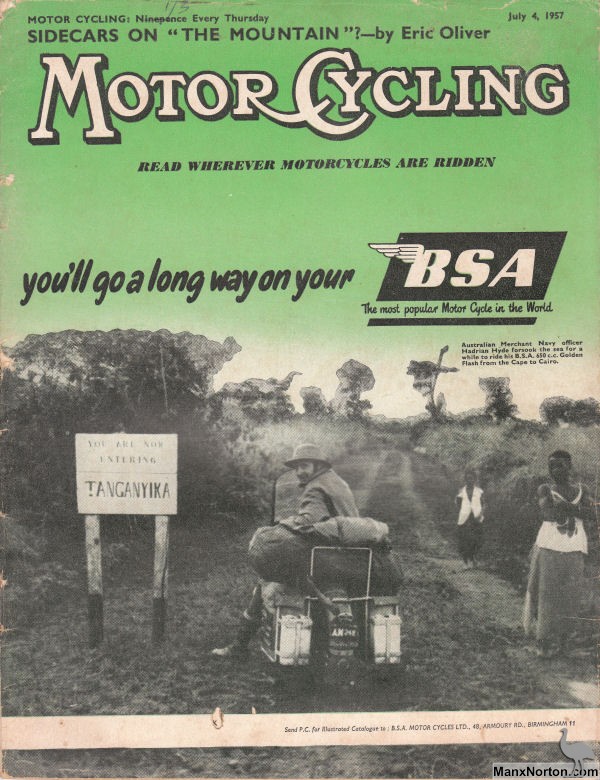 1/3
MOTOR CYCLING: Ninepence Every Thursday
July 4, 1957
SIDECARS ON "THE MOUNTAIN"?—by Eric Oliver
MOTOR CYCLING
READ WHEREVER MOTORCYCLES ARE RIDDEN
you'll go a long way on your
BSA
The most popular Motor Cycle in the World
Australian Merchant Navy officer
Hadrian Hyde forsook the sea for a
while to ride his B.S.A. 650 c.c. Golden
Flash from the Cape to Cairo.
YOU ARE NOW
ENTERING
TANGANYIKA
Send P.C. for Illustrated Catalogue to : B.S.A. MOTOR CYCLES LTD., 48, ARMOURY RD., BIRMINGHAM 11
ManxNorton.com